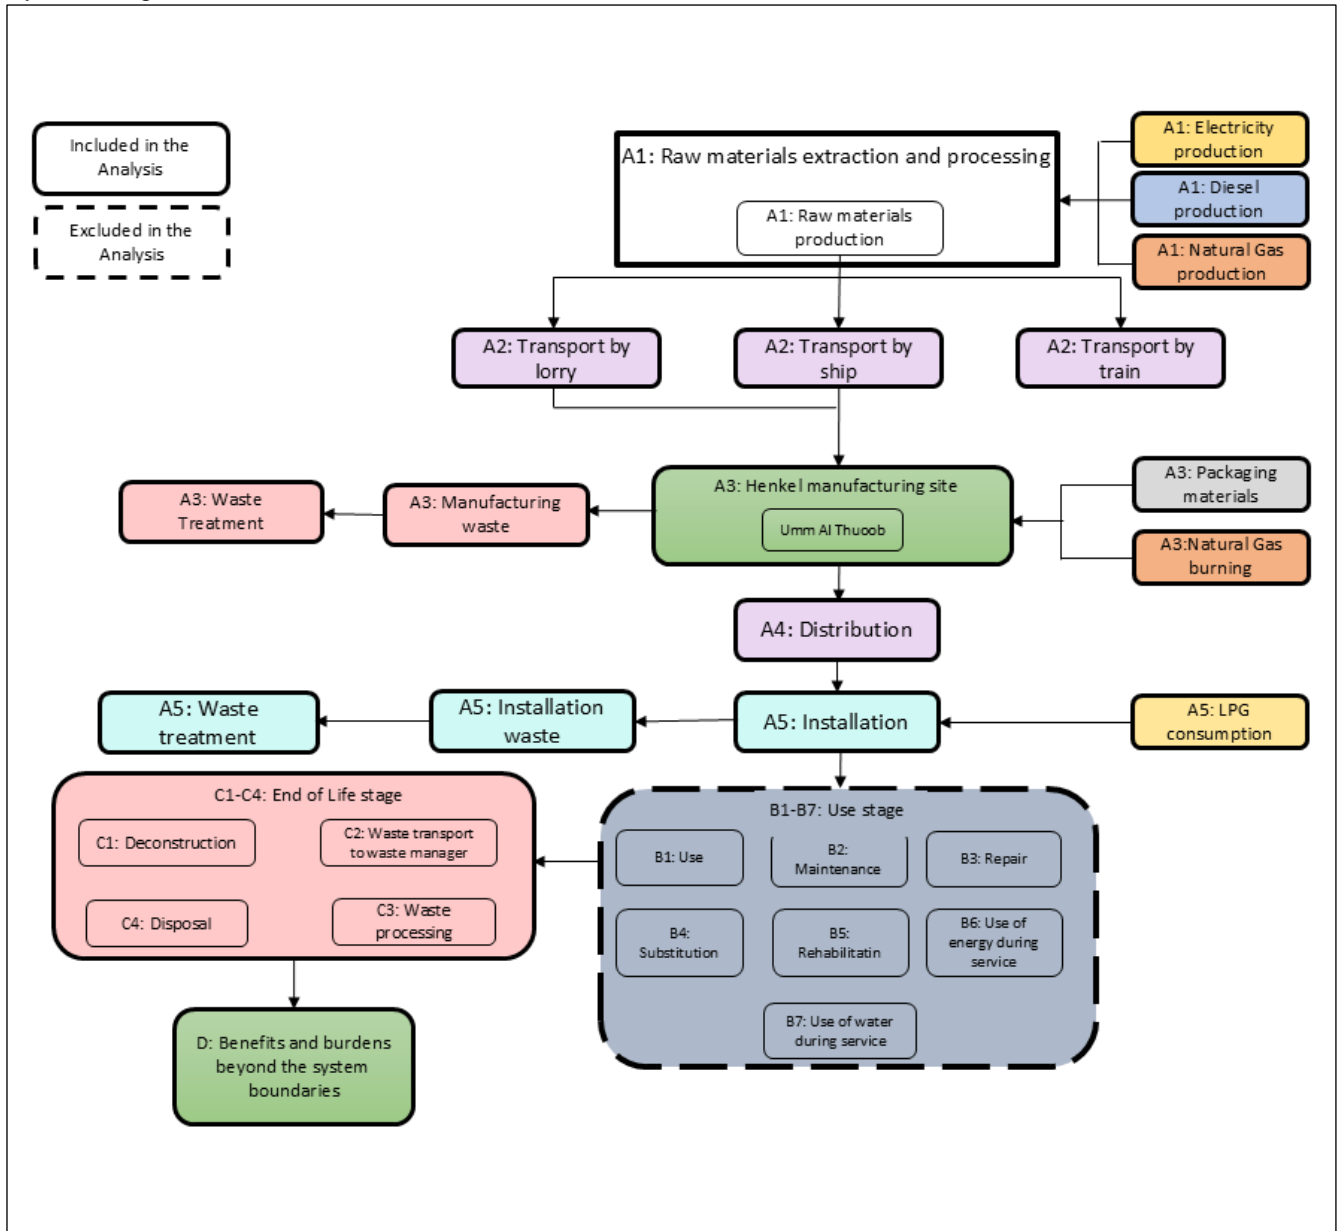 Included in the
Analysis
Excluded in the
Analysis
A1: Raw materials extraction and processing
A1: Raw materials
production
A1: Electricity
production
A1: Diesel
production
A1: Natural Gas
production
A2: Transport by
lorry
A2: Transport by
ship
A2: Transport by
train
A3: Henkel manufacturing site
Umm Al Thuoob
A3: Manufacturing
waste
A3: Waste
Treatment
A3: Packaging
materials
A3:Natural Gas
burning
A4: Distribution
A5: Installation
A5: Installation
waste
A5: Waste
treatment
A5: LPG
consumption
C1-C4: End of Life stage
C1: Deconstruction
C2: Waste transport
to waste manager
C4: Disposal
C3: Waste
processing
B1-B7: Use stage
B1: Use
B2:
Maintenance
B3: Repair
B4:
Substitution
B5:
Rehabilitatin
B6: Use of
energy during
service
B7: Use of water
during service
D: Benefits and burdens
beyond the system
boundaries